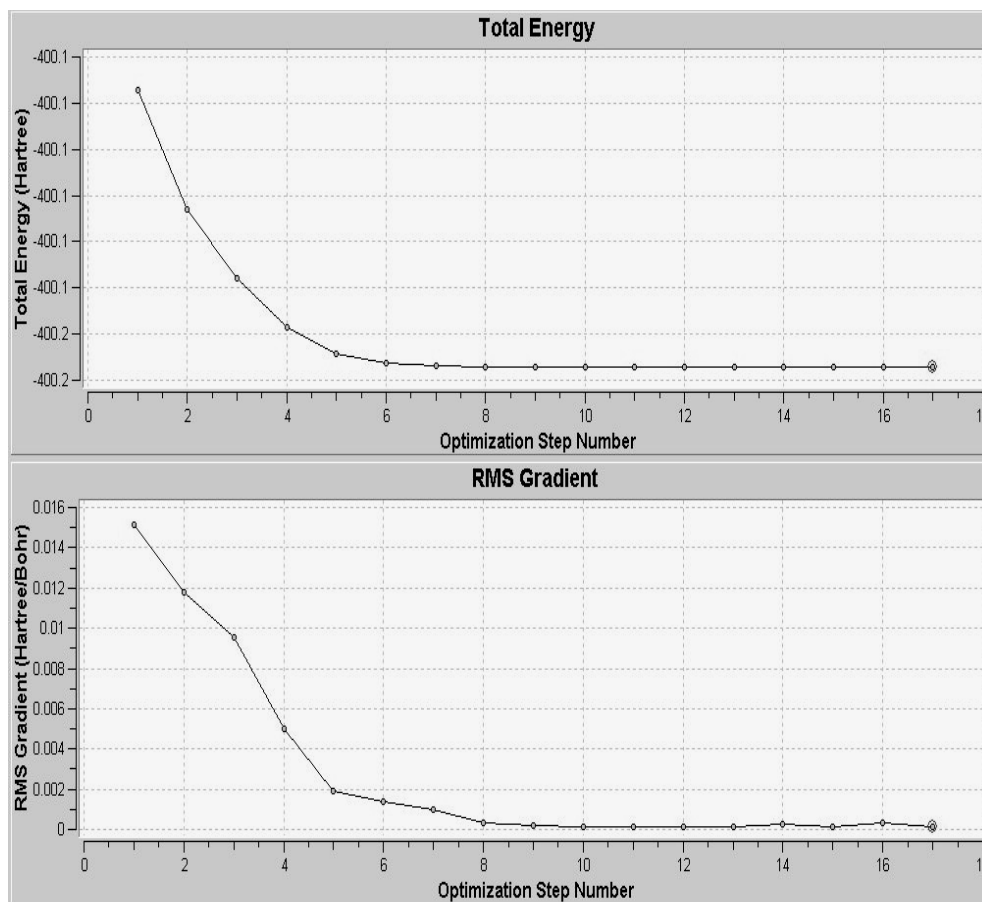 Total Energy
Total Energy (Hartree)
-400.1
-400.1
-400.1
-400.1
-400.1
-400.1
-400.2
-400.2
0 2 4 6 8 10 12 14 16
Optimization Step Number
RMS Gradient
RMS Gradient (Hartree/Bohr)
0.016
0.014
0.012
0.01
0.008
0.006
0.004
0.002
0
0 2 4 6 8 10 12 14 16
Optimization Step Number